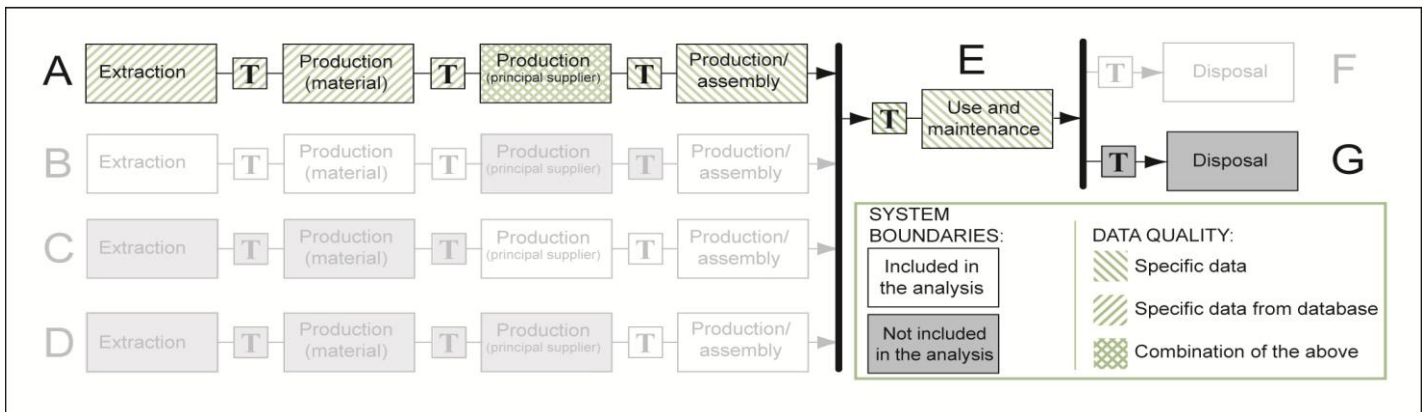 A
Extraction
T
Production
(material)
T
Production
(principal supplier)
T
Production/
assembly
B
Extraction
T
Production
(material)
T
Production
(principal supplier)
T
Production/
assembly
C
Extraction
T
Production
(material)
T
Production
(principal supplier)
T
Production/
assembly
D
Extraction
T
Production
(material)
T
Production
(principal supplier)
T
Production/
assembly
E
T
Use and
maintenance
T
Disposal
F
T
Disposal
G
SYSTEM
BOUNDARIES:
Included in
the analysis
Not included
in the analysis
DATA QUALITY:
Specific data
Specific data from database
Combination of the above